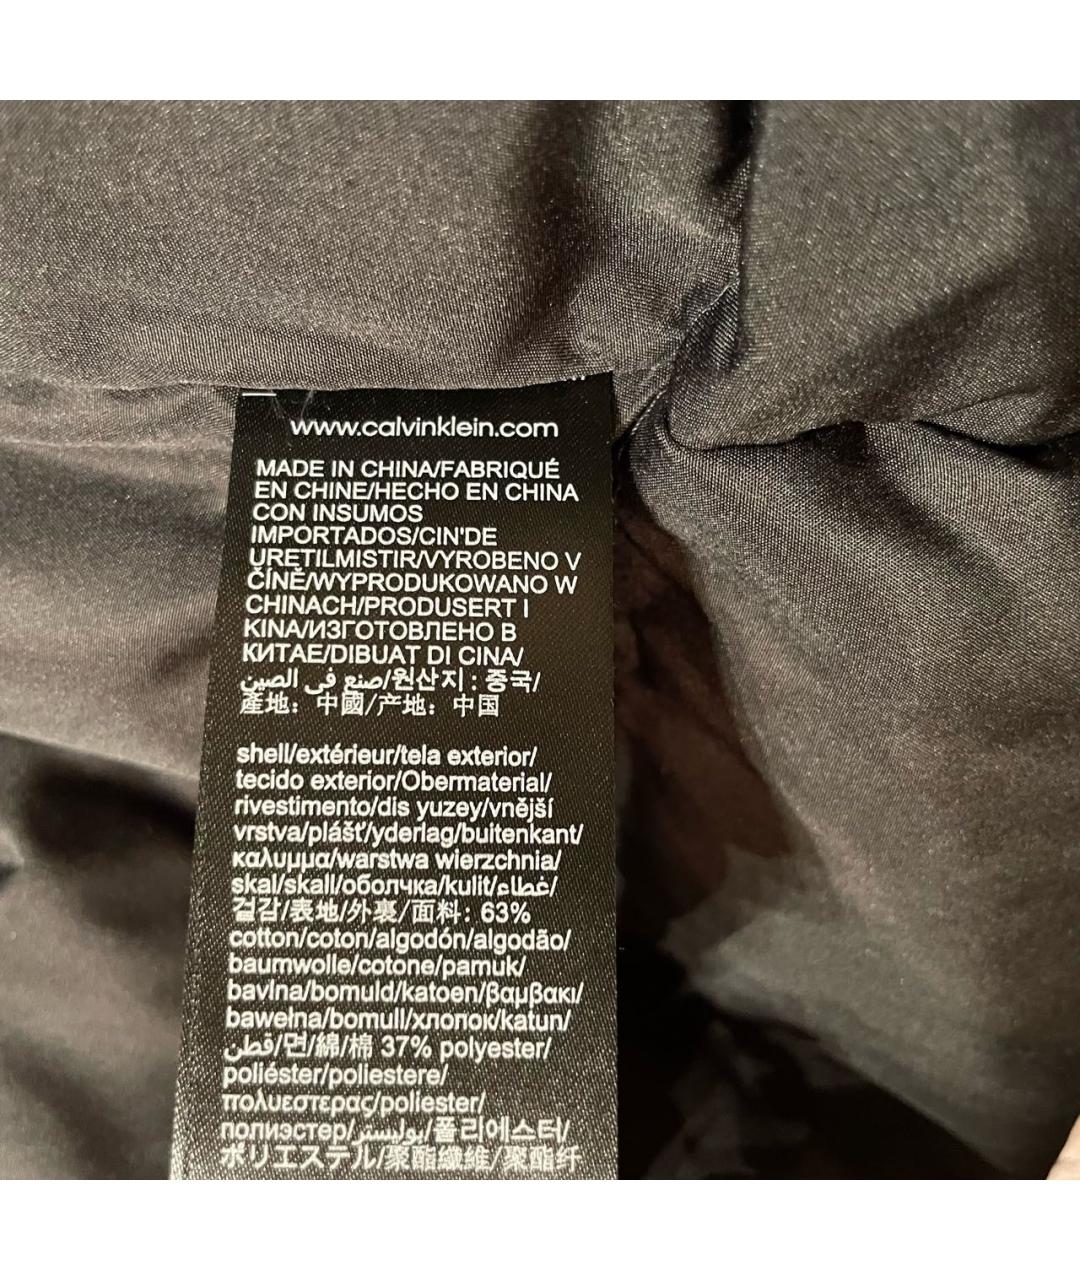 www.calvinklein.com
MADE IN CHINA/FABRIQUÉ
EN CHINE/HECHO EN CHINA
CON INSUMOS
IMPORTADOS/CIN'DE
URETILMISTIR/VYROBENO V
ČÍNĚ/WYPRODUKOWANO W
CHINACH/PRODUSERT I
KINA/ИЗГОТОВЛЕНО В
КИТАЕ/DIBUAT DI CINA/
صنع في الصين/원산지: 중국/
產地: 中國/产地: 中国
shell/extérieur/tela exterior/
tecido exterior/Obermaterial/
rivestimento/dis yuzey/vnější
vrstva/plášť/yderlag/buitenkant/
καλυμμα/warstwa wierzchnia/
skal/skall/оболчка/kulit/غطاء/
겉감/表地/外裏/面料: 63%
cotton/coton/algodón/algodão/
baumwolle/cotone/pamuk/
bavlna/bomuld/katoen/βαμβακι/
bawełna/bomull/хлопок/katun/
قطن/면/綿/棉 37% polyester/
poliéster/poliestere/
πολυεστερας/poliester/
полиэстер/بوليستر/폴리에스터/
ポリエステル/聚酯纖維/聚酯纤